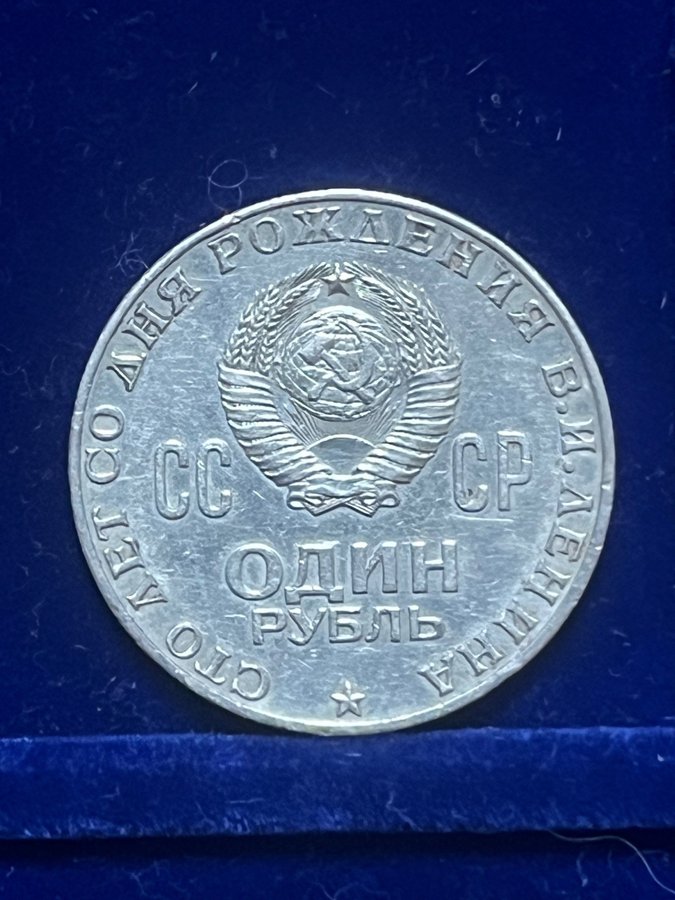 СТО ЛЕТ СО ДНЯ РОЖДЕНИЯ В.И.ЛЕНИНА
СС СР
ОДИН
РУБЛЬ